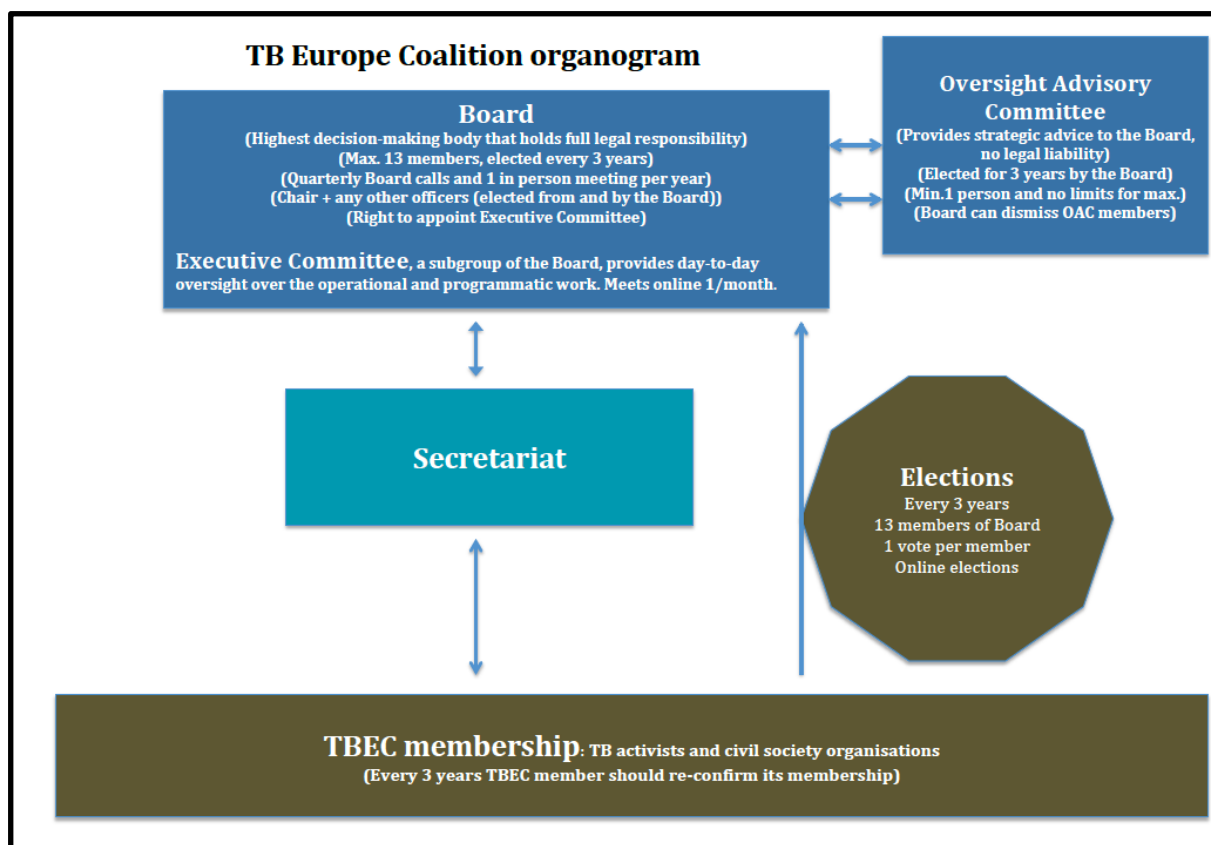 TB Europe Coalition organogram
Board
(Highest decision-making body that holds full legal responsibility)
(Max. 13 members, elected every 3 years)
(Quarterly Board calls and 1 in person meeting per year)
(Chair + any other officers (elected from and by the Board))
(Right to appoint Executive Committee)
Executive Committee, a subgroup of the Board, provides day-to-day
oversight over the operational and programmatic work. Meets online 1/month.
Oversight Advisory
Committee
(Provides strategic advice to the Board,
no legal liability)
(Elected for 3 years by the Board)
(Min.1 person and no limits for max.)
(Board can dismiss OAC members)
Secretariat
Elections
Every 3 years
13 members of Board
1 vote per member
Online elections
TBEC membership: TB activists and civil society organisations
(Every 3 years TBEC member should re-confirm its membership)